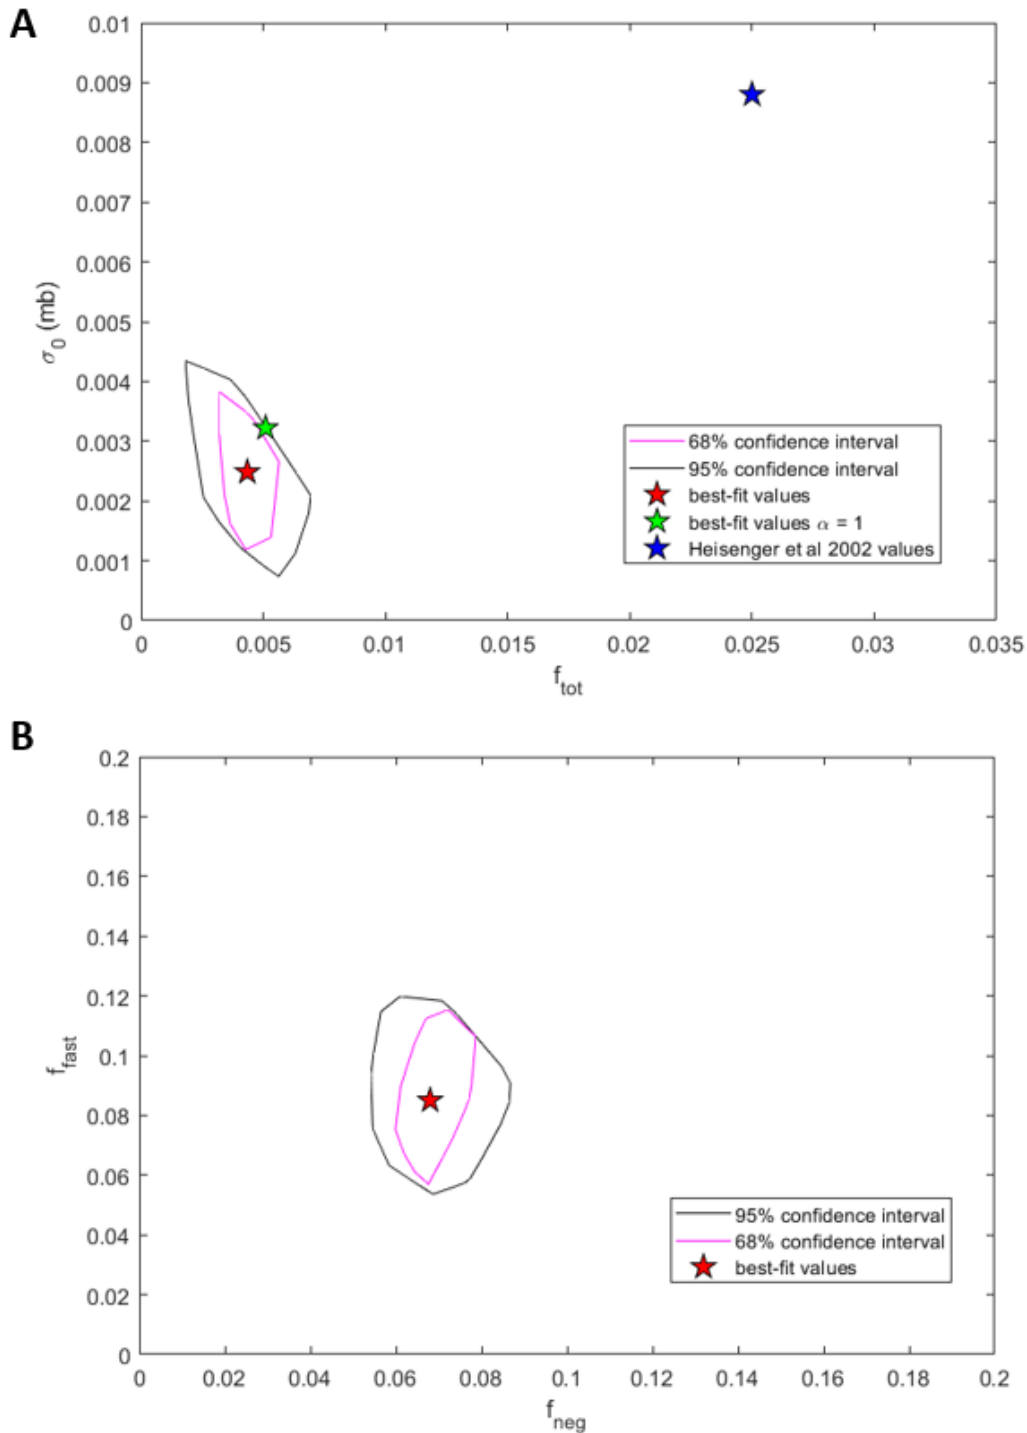 A
0.01
0.009
0.008
0.007
0.006
0.005
0.004
0.003
0.002
0.001
0
σ0 (mb)
68% confidence interval
95% confidence interval
best-fit values
best-fit values α = 1
Heisenger et al 2002 values
0 0.005 0.01 0.015 0.02 0.025 0.03 0.035
ftot
B
0.2
0.18
0.16
0.14
0.12
0.1
0.08
0.06
0.04
0.02
0
ffast
95% confidence interval
68% confidence interval
best-fit values
0 0.02 0.04 0.06 0.08 0.1 0.12 0.14 0.16 0.18 0.2
fneg